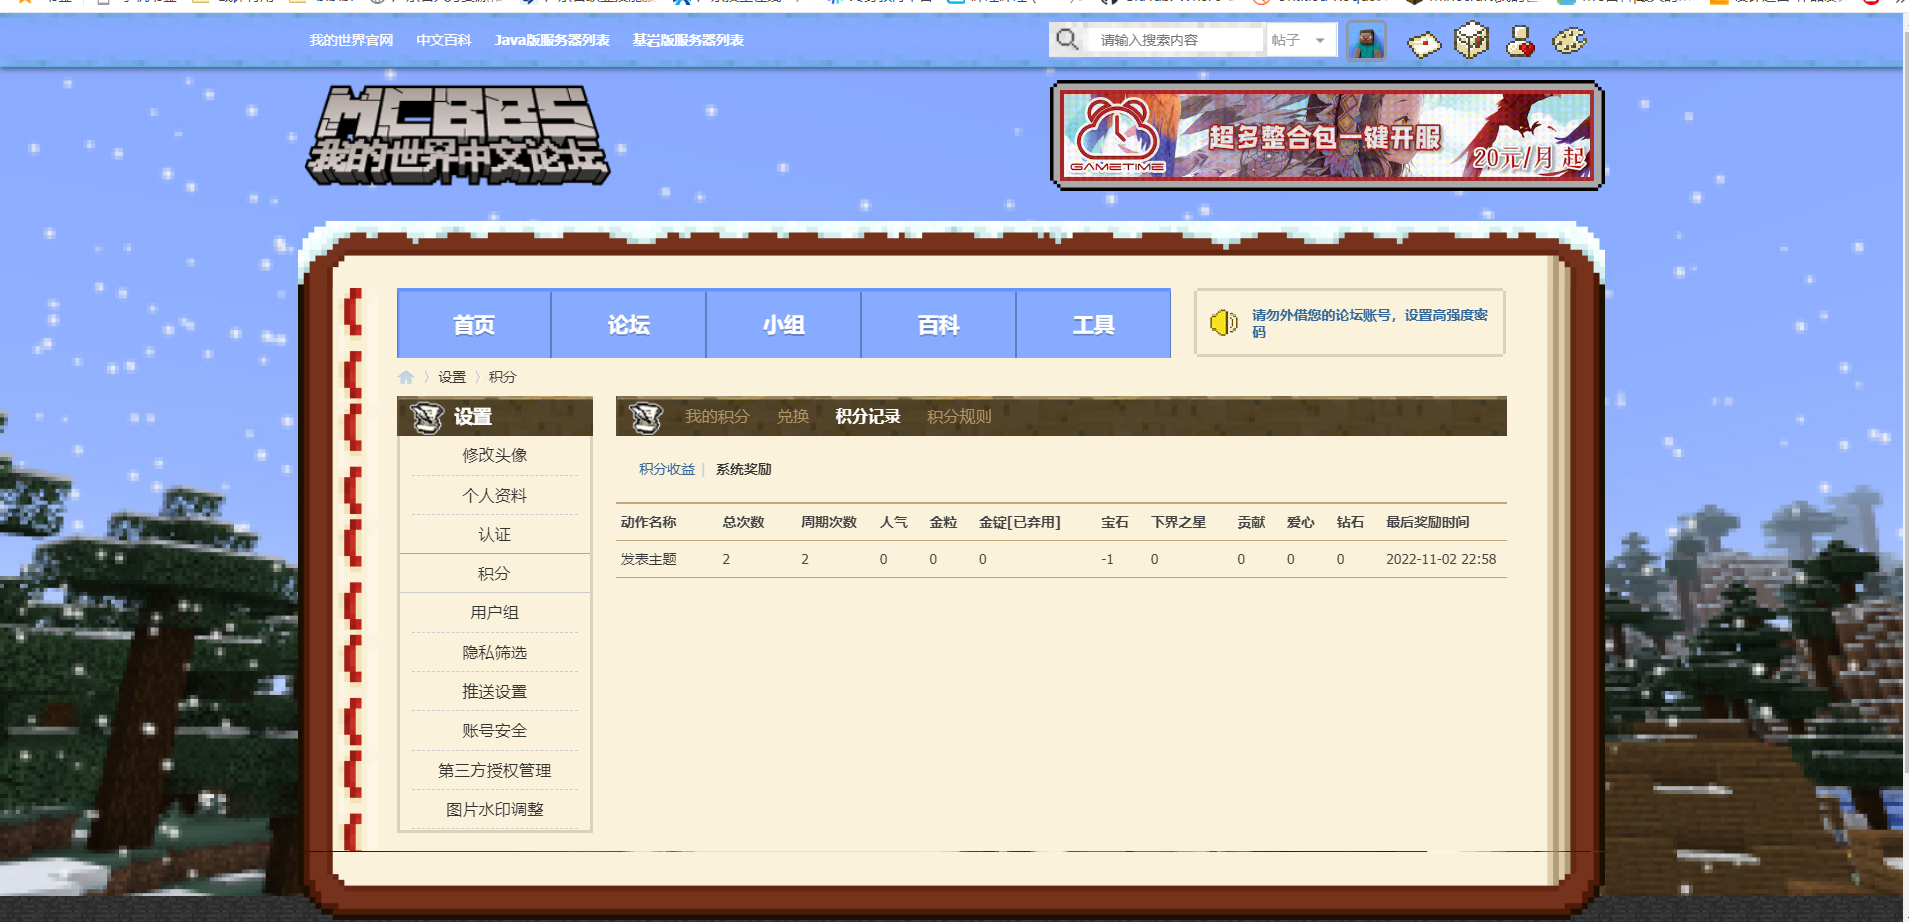 我的世界官网 中文百科 Java版服务器列表 基岩版服务器列表 请输入搜索内容 帖子
MCBBS
我的世界中文论坛
GAMETIME 超多整合包一键开服 20元/月 起
首页 论坛 小组 百科 工具
请勿外借您的论坛账号，设置高强度密
码
设置 积分
设置
修改头像
个人资料
认证
积分
用户组
隐私筛选
推送设置
账号安全
第三方授权管理
图片水印调整
我的积分 兑换 积分记录 积分规则
积分收益 | 系统奖励
动作名称 总次数 周期次数 人气 金粒 金锭[已弃用] 宝石 下界之星 贡献 爱心 钻石 最后奖励时间
发表主题 2 2 0 0 0 -1 0 0 0 0 2022-11-02 22:58